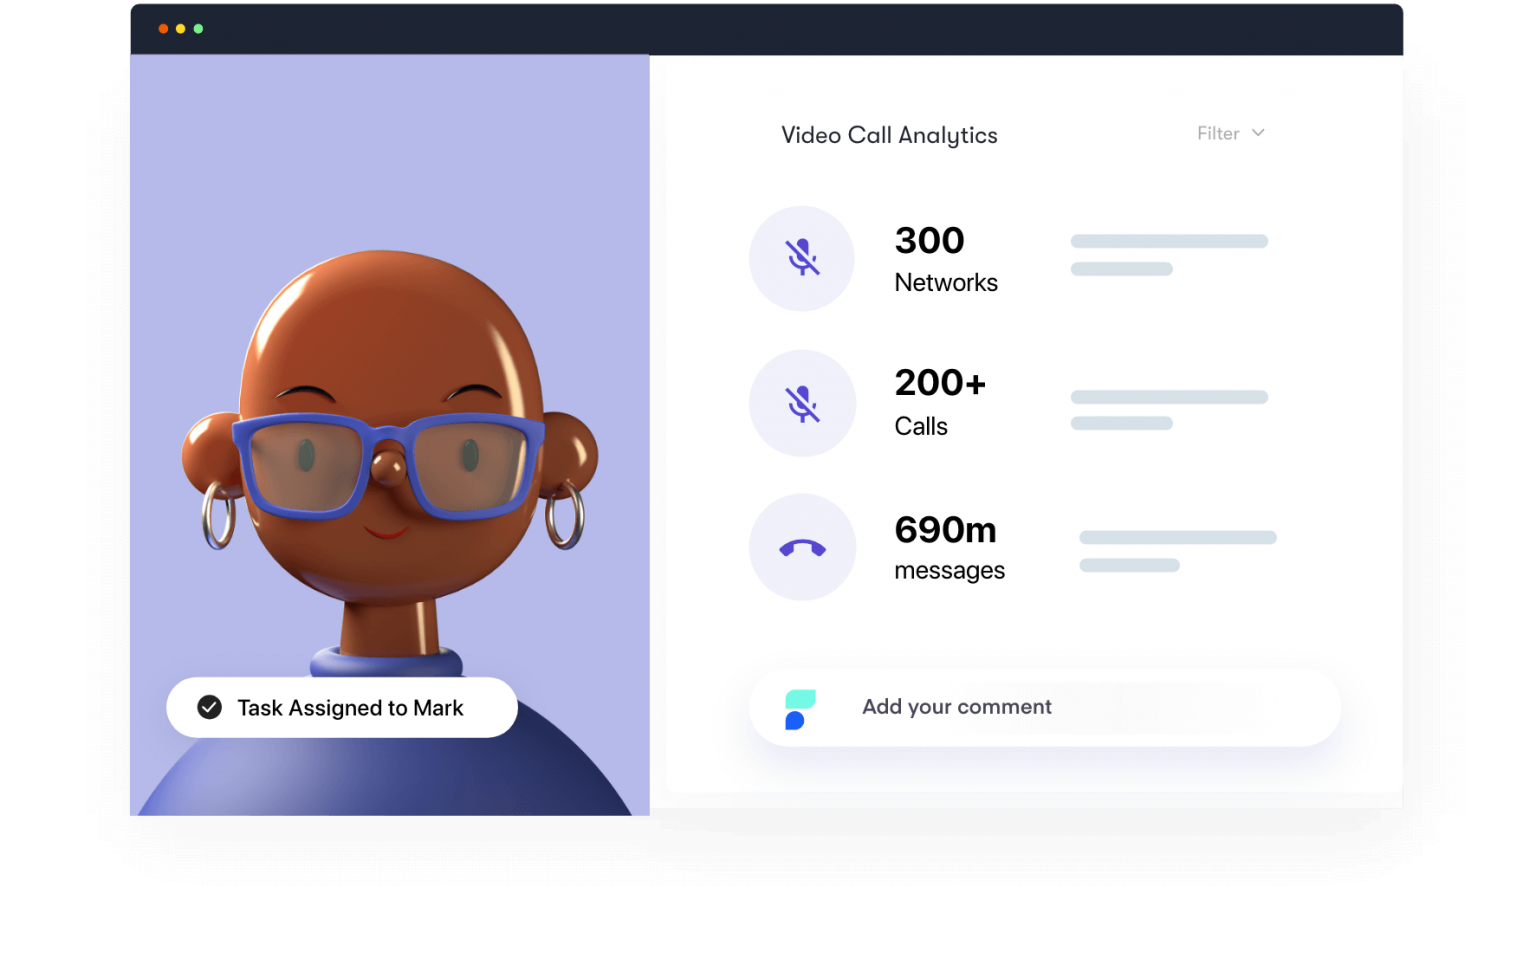 Video Call Analytics
Filter
300
Networks
200+
Calls
690m
messages
Task Assigned to Mark
Add your comment